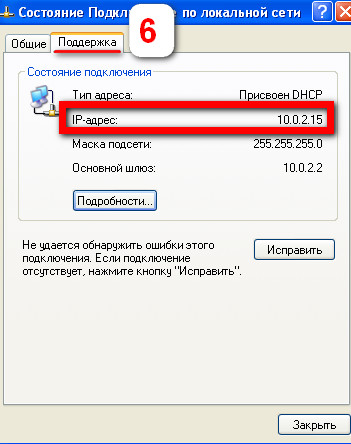 Состояние Подключение по локальной сети
6
Общие Поддержка
Состояние подключения
Тип адреса: Присвоен DHCP
IP-адрес: 10.0.2.15
Маска подсети: 255.255.255.0
Основной шлюз: 10.0.2.2
Подробности...
Не удается обнаружить ошибки этого
подключения. Если подключение
отсутствует, нажмите кнопку "Исправить".
Исправить
Закрыть